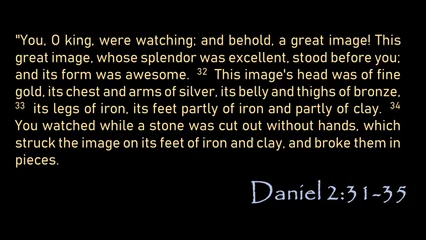 "You, O king, were watching; and behold, a great image! This
great image, whose splendor was excellent, stood before you;
and its form was awesome. 32 This image's head was of fine
gold, its chest and arms of silver, its belly and thighs of bronze,
33 its legs of iron, its feet partly of iron and partly of clay. 34
You watched while a stone was cut out without hands, which
struck the image on its feet of iron and clay, and broke them in
pieces.
Daniel 2:31-35